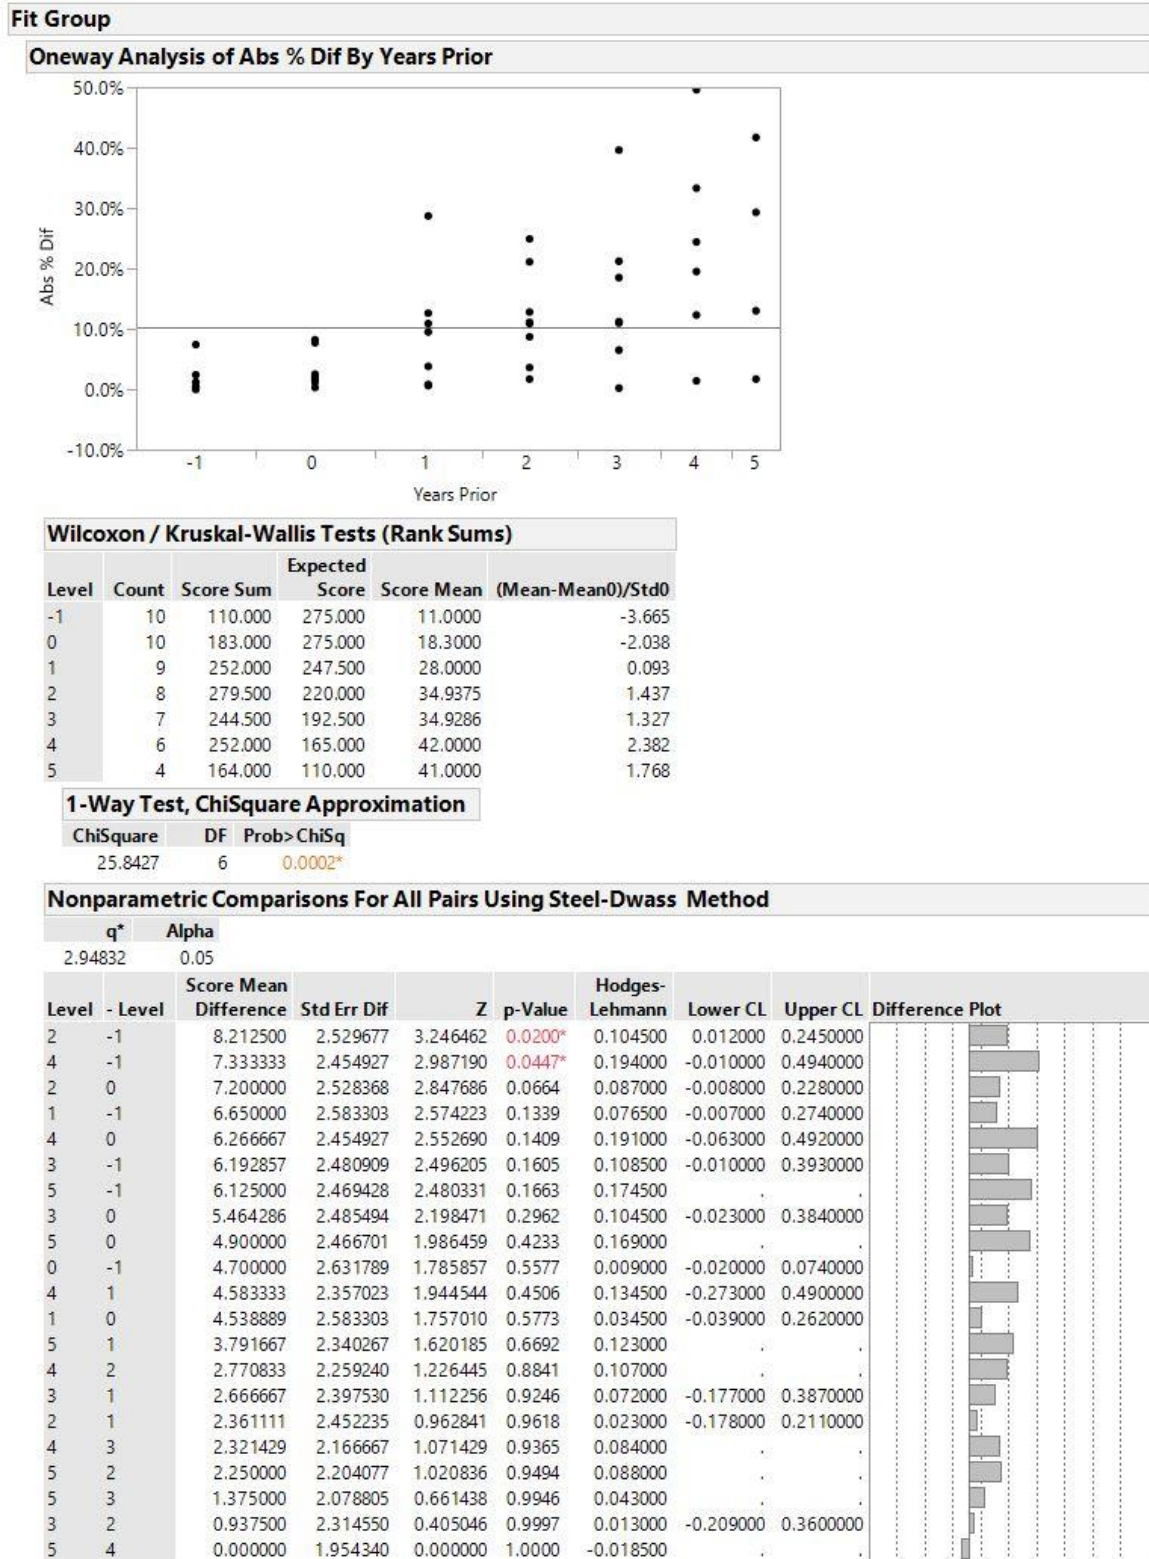 Fit Group
Oneway Analysis of Abs % Dif By Years Prior
50.0%
40.0%
30.0%
20.0%
10.0%
0.0%
-10.0%
Abs % Dif
-1 0 1 2 3 4 5
Years Prior
Wilcoxon / Kruskal-Wallis Tests (Rank Sums)
Expected
Level Count Score Sum Score Score Mean (Mean-Mean0)/Std0
-1 10 110.000 275.000 11.0000 -3.665
0 10 183.000 275.000 18.3000 -2.038
1 9 252.000 247.500 28.0000 0.093
2 8 279.500 220.000 34.9375 1.437
3 7 244.500 192.500 34.9286 1.327
4 6 252.000 165.000 42.0000 2.382
5 4 164.000 110.000 41.0000 1.768
1-Way Test, ChiSquare Approximation
ChiSquare DF Prob>ChiSq
25.8427 6 0.0002*
Nonparametric Comparisons For All Pairs Using Steel-Dwass Method
q* Alpha
2.94832 0.05
Score Mean Hodges-
Level - Level Difference Std Err Dif Z p-Value Lehmann Lower CL Upper CL Difference Plot
2 -1 8.212500 2.529677 3.246462 0.0200* 0.104500 0.012000 0.2450000
4 -1 7.333333 2.454927 2.987190 0.0447* 0.194000 -0.010000 0.4940000
2 0 7.200000 2.528368 2.847686 0.0664 0.087000 -0.008000 0.2280000
1 -1 6.650000 2.583303 2.574223 0.1339 0.076500 -0.007000 0.2740000
4 0 6.266667 2.454927 2.552690 0.1409 0.191000 -0.063000 0.4920000
3 -1 6.192857 2.480909 2.496205 0.1605 0.108500 -0.010000 0.3930000
5 -1 6.125000 2.469428 2.480331 0.1663 0.174500 . .
3 0 5.464286 2.485494 2.198471 0.2962 0.104500 -0.023000 0.3840000
5 0 4.900000 2.466701 1.986459 0.4233 0.169000 . .
0 -1 4.700000 2.631789 1.785857 0.5577 0.009000 -0.020000 0.0740000
4 1 4.583333 2.357023 1.944544 0.4506 0.134500 -0.273000 0.4900000
1 0 4.538889 2.583303 1.757010 0.5773 0.034500 -0.039000 0.2620000
5 1 3.791667 2.340267 1.620185 0.6692 0.123000 . .
4 2 2.770833 2.259240 1.226445 0.8841 0.107000 . .
3 1 2.666667 2.397530 1.112256 0.9246 0.072000 -0.177000 0.3870000
2 1 2.361111 2.452235 0.962841 0.9618 0.023000 -0.178000 0.2110000
4 3 2.321429 2.166667 1.071429 0.9365 0.084000 . .
5 2 2.250000 2.204077 1.020836 0.9494 0.088000 . .
5 3 1.375000 2.078805 0.661438 0.9946 0.043000 . .
3 2 0.937500 2.314550 0.405046 0.9997 0.013000 -0.209000 0.3600000
5 4 0.000000 1.954340 0.000000 1.0000 -0.018500 . .